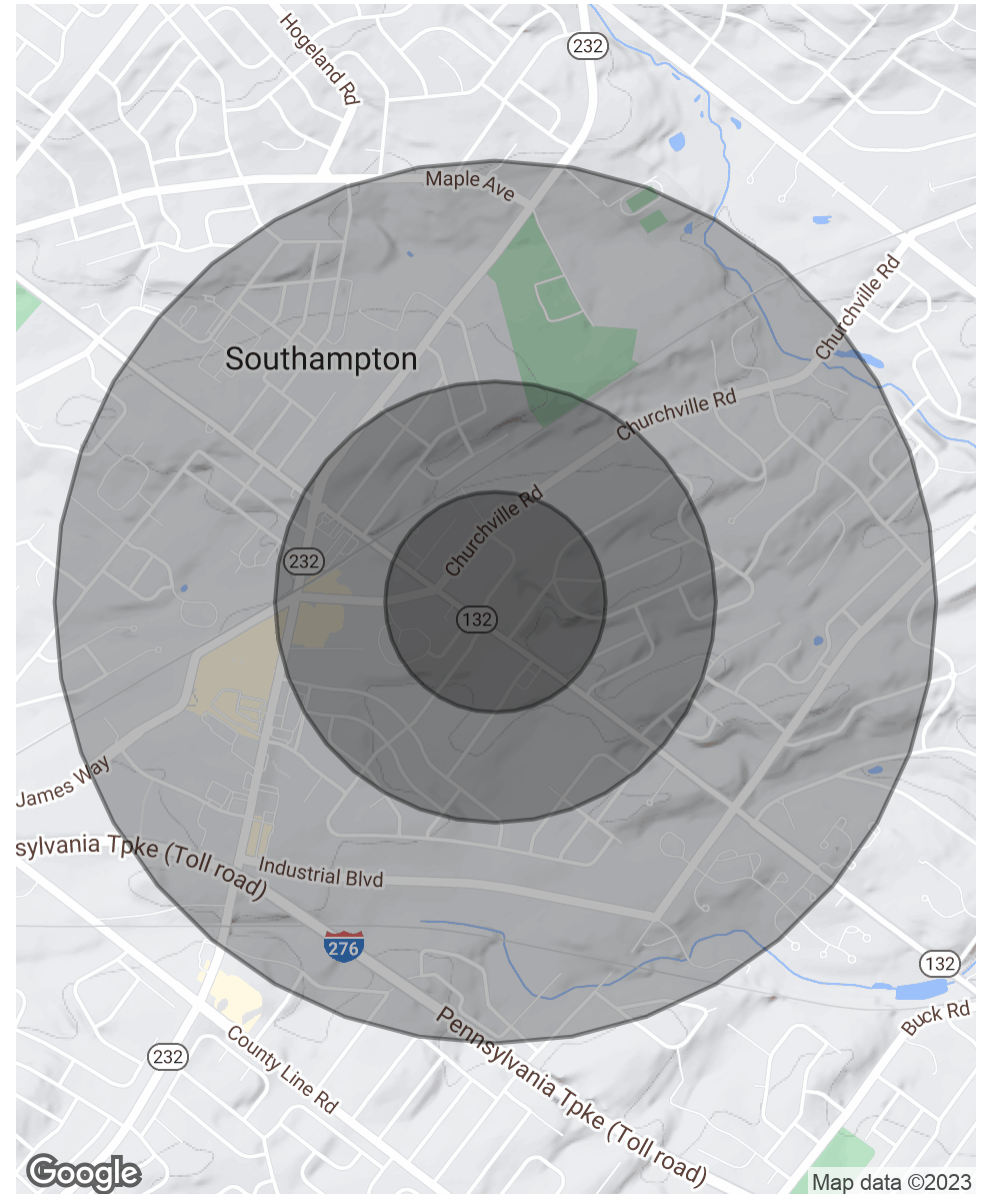 Hogeland Rd
232
Maple Ave
Churchville Rd
Southampton
Churchville Rd
Churchville Rd
232
132
James Way
sylvania Tpke (Toll road)
Industrial Blvd
276
132
Buck Rd
Pennsylvania Tpke (Toll road)
232
County Line Rd
Google
Map data ©2023